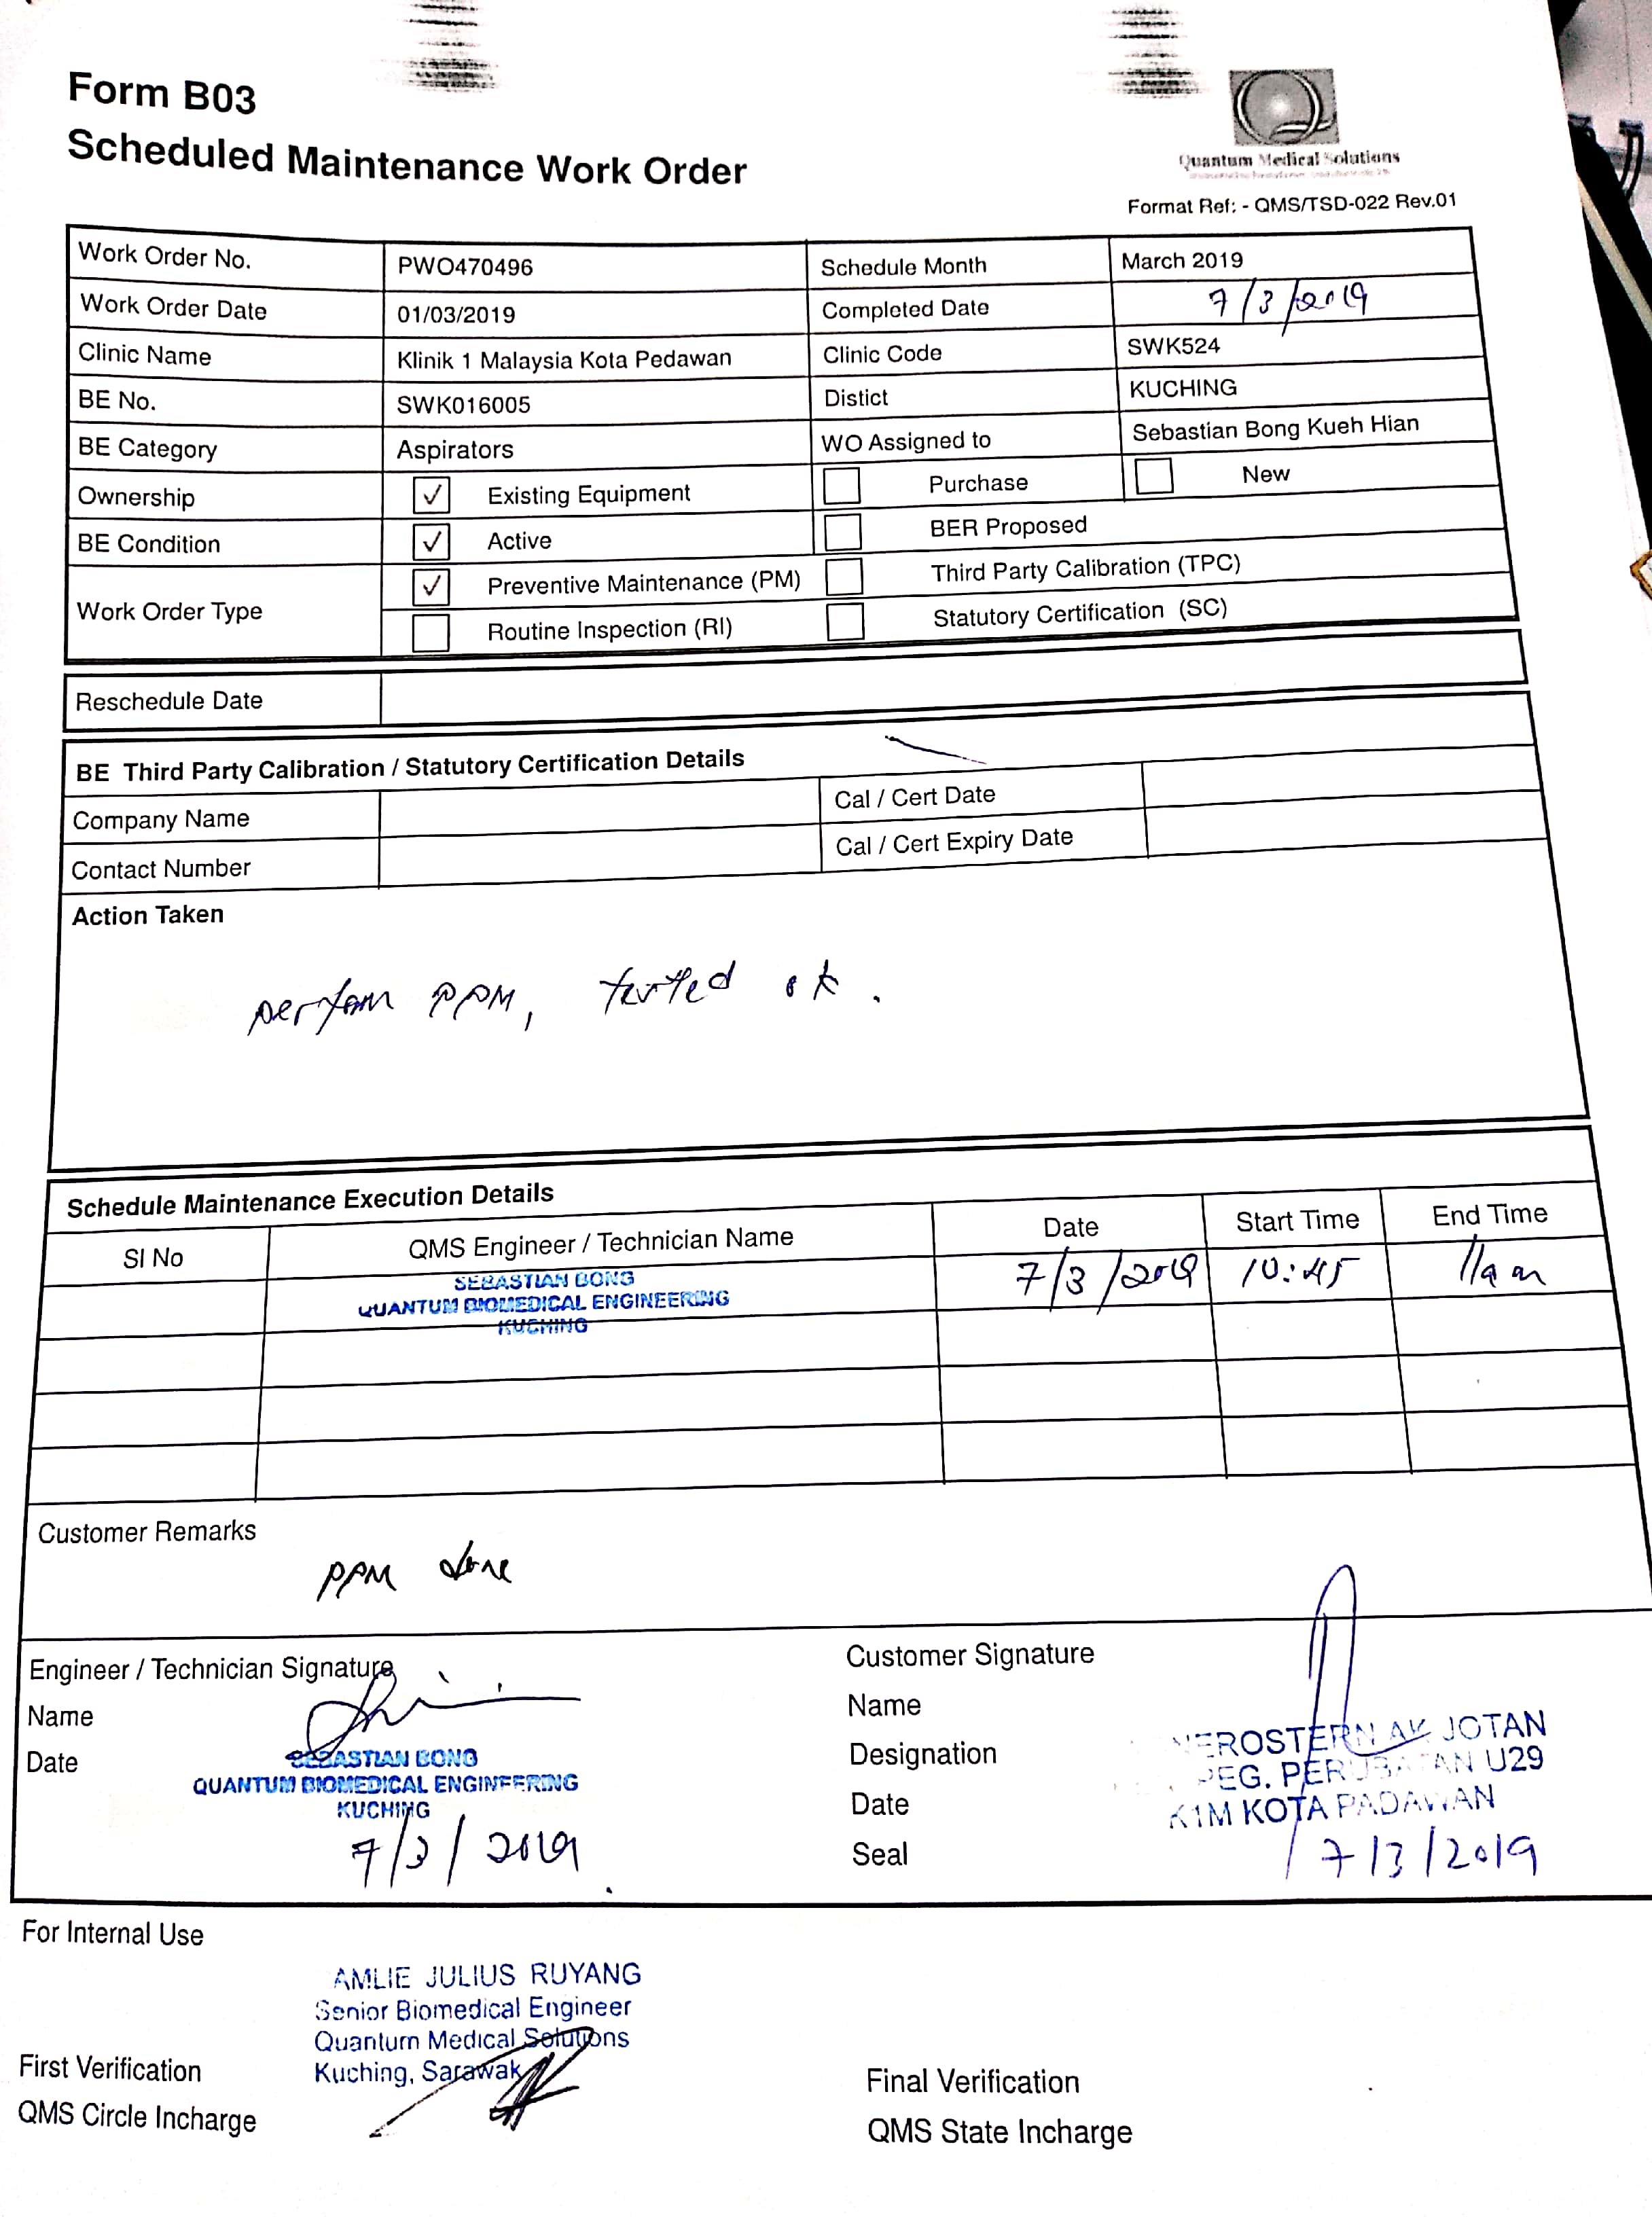 Form B03
Scheduled Maintenance Work Order
Quantum Medical Solutions
Format Ref: - QMS/TSD-022 Rev.01
Work Order No. PWO470496 Schedule Month March 2019
Work Order Date 01/03/2019 Completed Date 7/3/2019
Clinic Name Klinik 1 Malaysia Kota Pedawan Clinic Code SWK524
BE No. SWK016005 Distict KUCHING
BE Category Aspirators WO Assigned to Sebastian Bong Kueh Hian
Ownership ✓ Existing Equipment Purchase New
BE Condition ✓ Active BER Proposed
Work Order Type ✓ Preventive Maintenance (PM) Third Party Calibration (TPC)
Routine Inspection (RI) Statutory Certification (SC)
Reschedule Date
BE Third Party Calibration / Statutory Certification Details
Company Name Cal / Cert Date
Contact Number Cal / Cert Expiry Date
Action Taken
perform PPM, tested ok.
Schedule Maintenance Execution Details
SI No QMS Engineer / Technician Name Date Start Time End Time
SEBASTIAN BONG 7/3/2019 10:45 11am
QUANTUM BIOMEDICAL ENGINEERING
KUCHING
Customer Remarks
PPM done
Engineer / Technician Signature
Name
Date
SEBASTIAN BONG
QUANTUM BIOMEDICAL ENGINEERING
KUCHING
7/3/2019
Customer Signature
Name
Designation
Date
Seal
AK JOTAN
PEG. PERUBATAN U29
K1M KOTA PADAWAN
7/3/2019
For Internal Use
AMLIE JULIUS RUYANG
Senior Biomedical Engineer
Quantum Medical Solutions
Kuching, Sarawak
First Verification
QMS Circle Incharge
Final Verification
QMS State Incharge